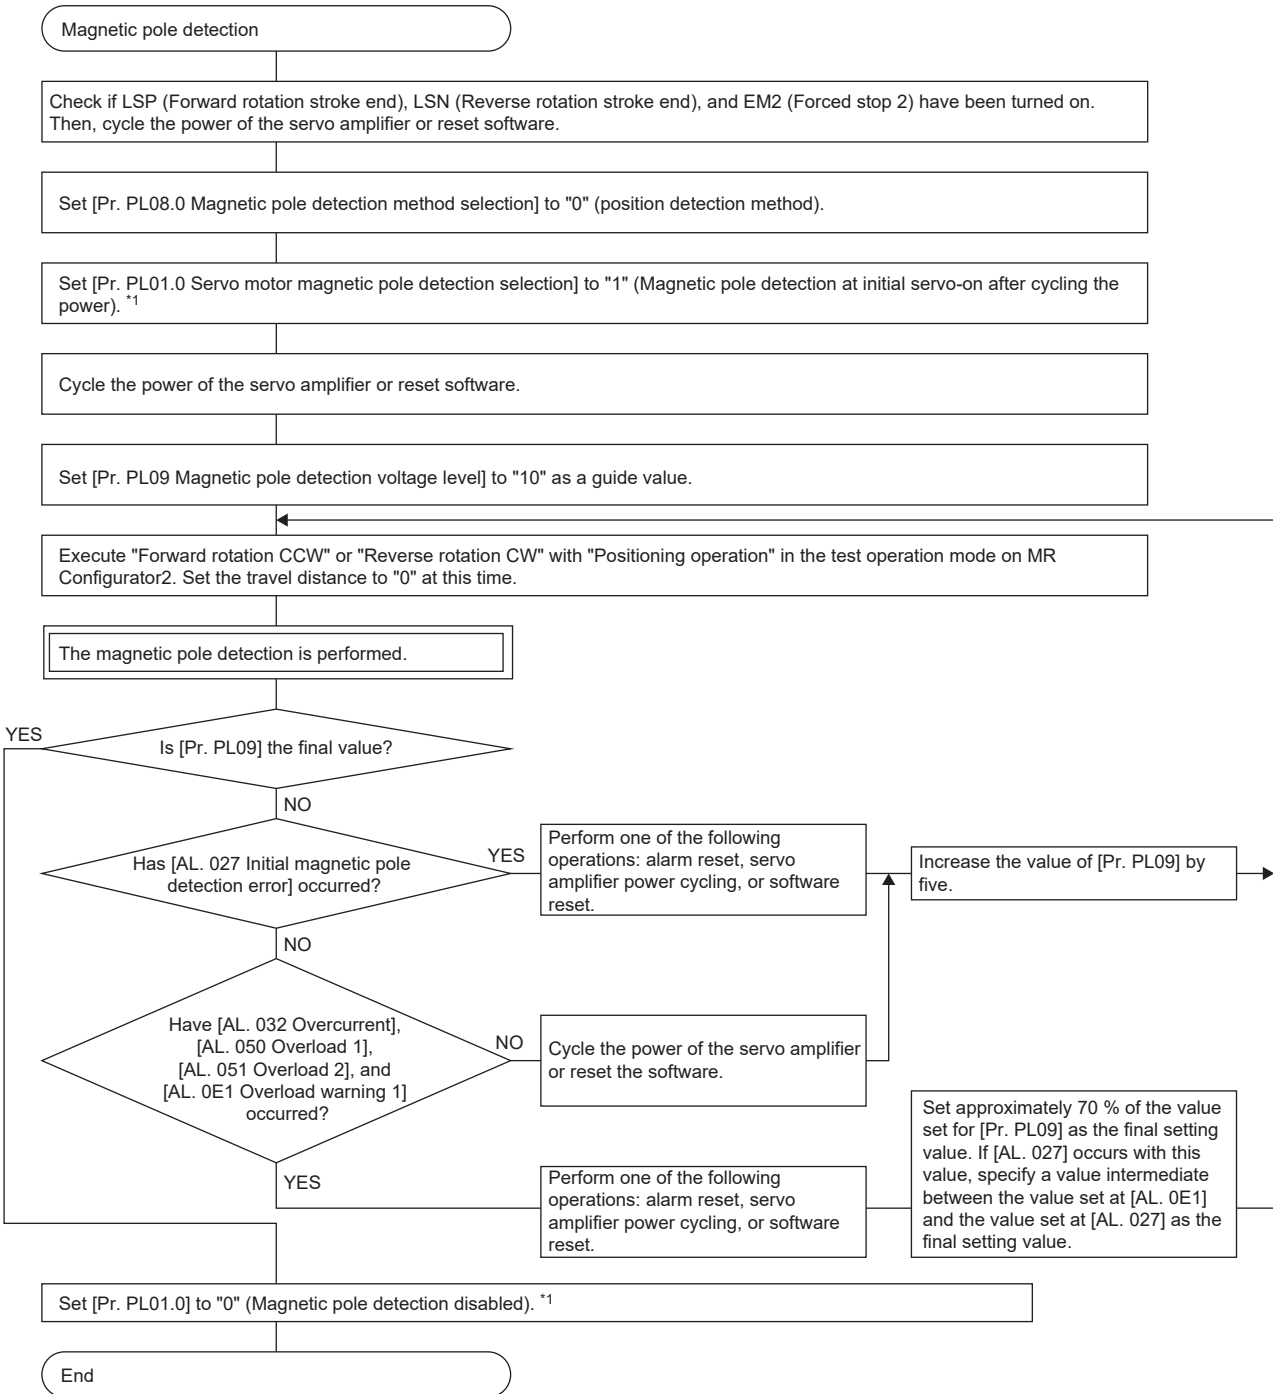 Magnetic pole detection
Check if LSP (Forward rotation stroke end), LSN (Reverse rotation stroke end), and EM2 (Forced stop 2) have been turned on.
Then, cycle the power of the servo amplifier or reset software.
Set [Pr. PL08.0 Magnetic pole detection method selection] to "0" (position detection method).
Set [Pr. PL01.0 Servo motor magnetic pole detection selection] to "1" (Magnetic pole detection at initial servo-on after cycling the
power). *1
Cycle the power of the servo amplifier or reset software.
Set [Pr. PL09 Magnetic pole detection voltage level] to "10" as a guide value.
Execute "Forward rotation CCW" or "Reverse rotation CW" with "Positioning operation" in the test operation mode on MR
Configurator2. Set the travel distance to "0" at this time.
The magnetic pole detection is performed.
YES
Is [Pr. PL09] the final value?
NO
Has [AL. 027 Initial magnetic pole
detection error] occurred?
YES
Perform one of the following
operations: alarm reset, servo
amplifier power cycling, or software
reset.
Increase the value of [Pr. PL09] by
five.
NO
Have [AL. 032 Overcurrent],
[AL. 050 Overload 1],
[AL. 051 Overload 2], and
[AL. 0E1 Overload warning 1]
occurred?
NO
Cycle the power of the servo amplifier
or reset the software.
YES
Perform one of the following
operations: alarm reset, servo
amplifier power cycling, or software
reset.
Set approximately 70 % of the value
set for [Pr. PL09] as the final setting
value. If [AL. 027] occurs with this
value, specify a value intermediate
between the value set at [AL. 0E1]
and the value set at [AL. 027] as the
final setting value.
Set [Pr. PL01.0] to "0" (Magnetic pole detection disabled). *1
End